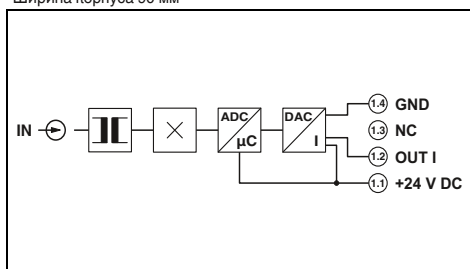 Ширина корпуса 90 мм
IN
ADC
µC
DAC
I
1.4 GND
1.3 NC
1.2 OUT I
1.1 +24 V DC